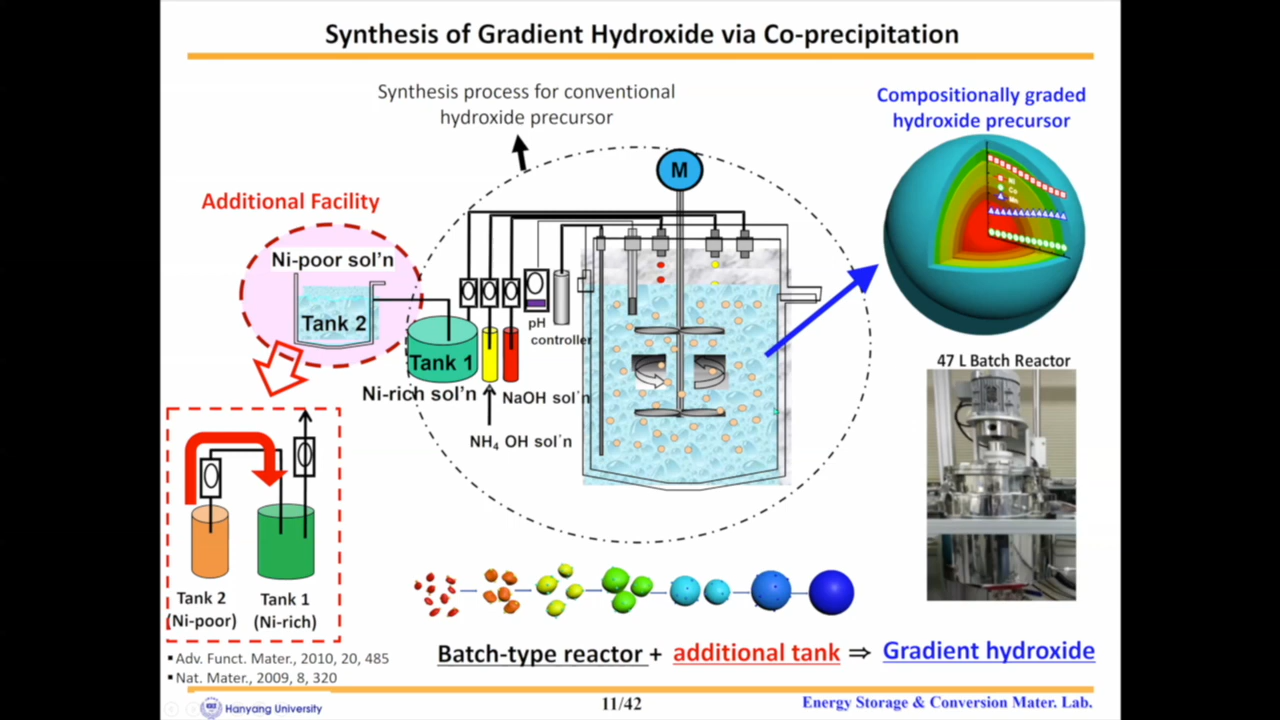 Synthesis of Gradient Hydroxide via Co-precipitation
Synthesis process for conventional
hydroxide precursor
Compositionally graded
hydroxide precursor
M
Additional Facility
Ni
Co
Mn
Ni-poor sol'n
Tank 2
Tank 1
pH
controller
Ni-rich sol'n
NaOH sol'n
NH4 OH sol'n
47 L Batch Reactor
Tank 2
(Ni-poor)
Tank 1
(Ni-rich)
Batch-type reactor + additional tank ⇒ Gradient hydroxide
▪Adv. Funct. Mater., 2010, 20, 485
▪Nat. Mater., 2009, 8, 320
Hanyang University
11/42
Energy Storage & Conversion Mater. Lab.